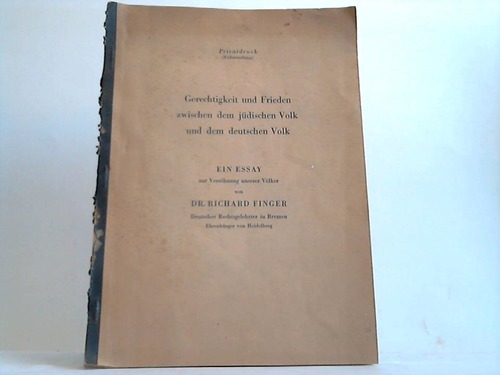 Privatdruck
Gerechtigkeit und Frieden
zwischen dem jüdischen Volk
und dem deutschen Volk
EIN ESSAY
zur Versöhnung unserer Völker
von
DR. RICHARD FINGER
Deutscher Rechtsgelehrter in Bremen
Ehrenbürger von Heidelberg